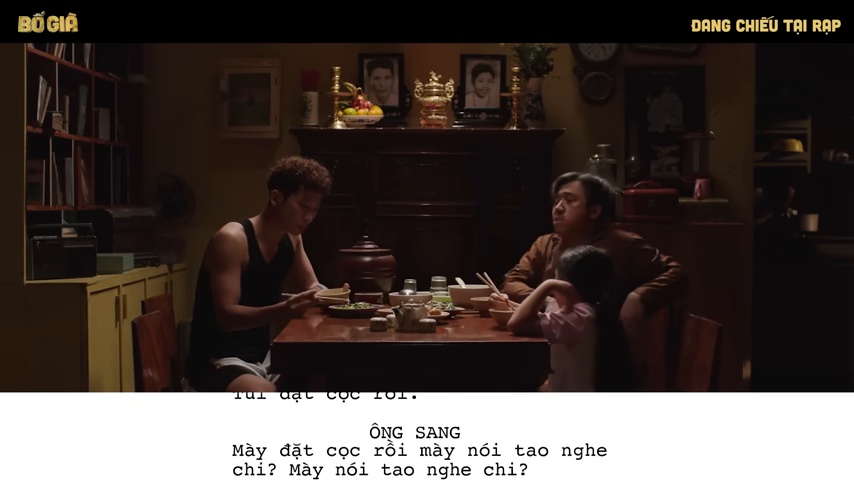 BỐ GIÀ
ĐANG CHIẾU TẠI RẠP
Tui đặt cọc rồi.
ÔNG SANG
Mày đặt cọc rồi mày nói tao nghe
chi? Mày nói tao nghe chi?